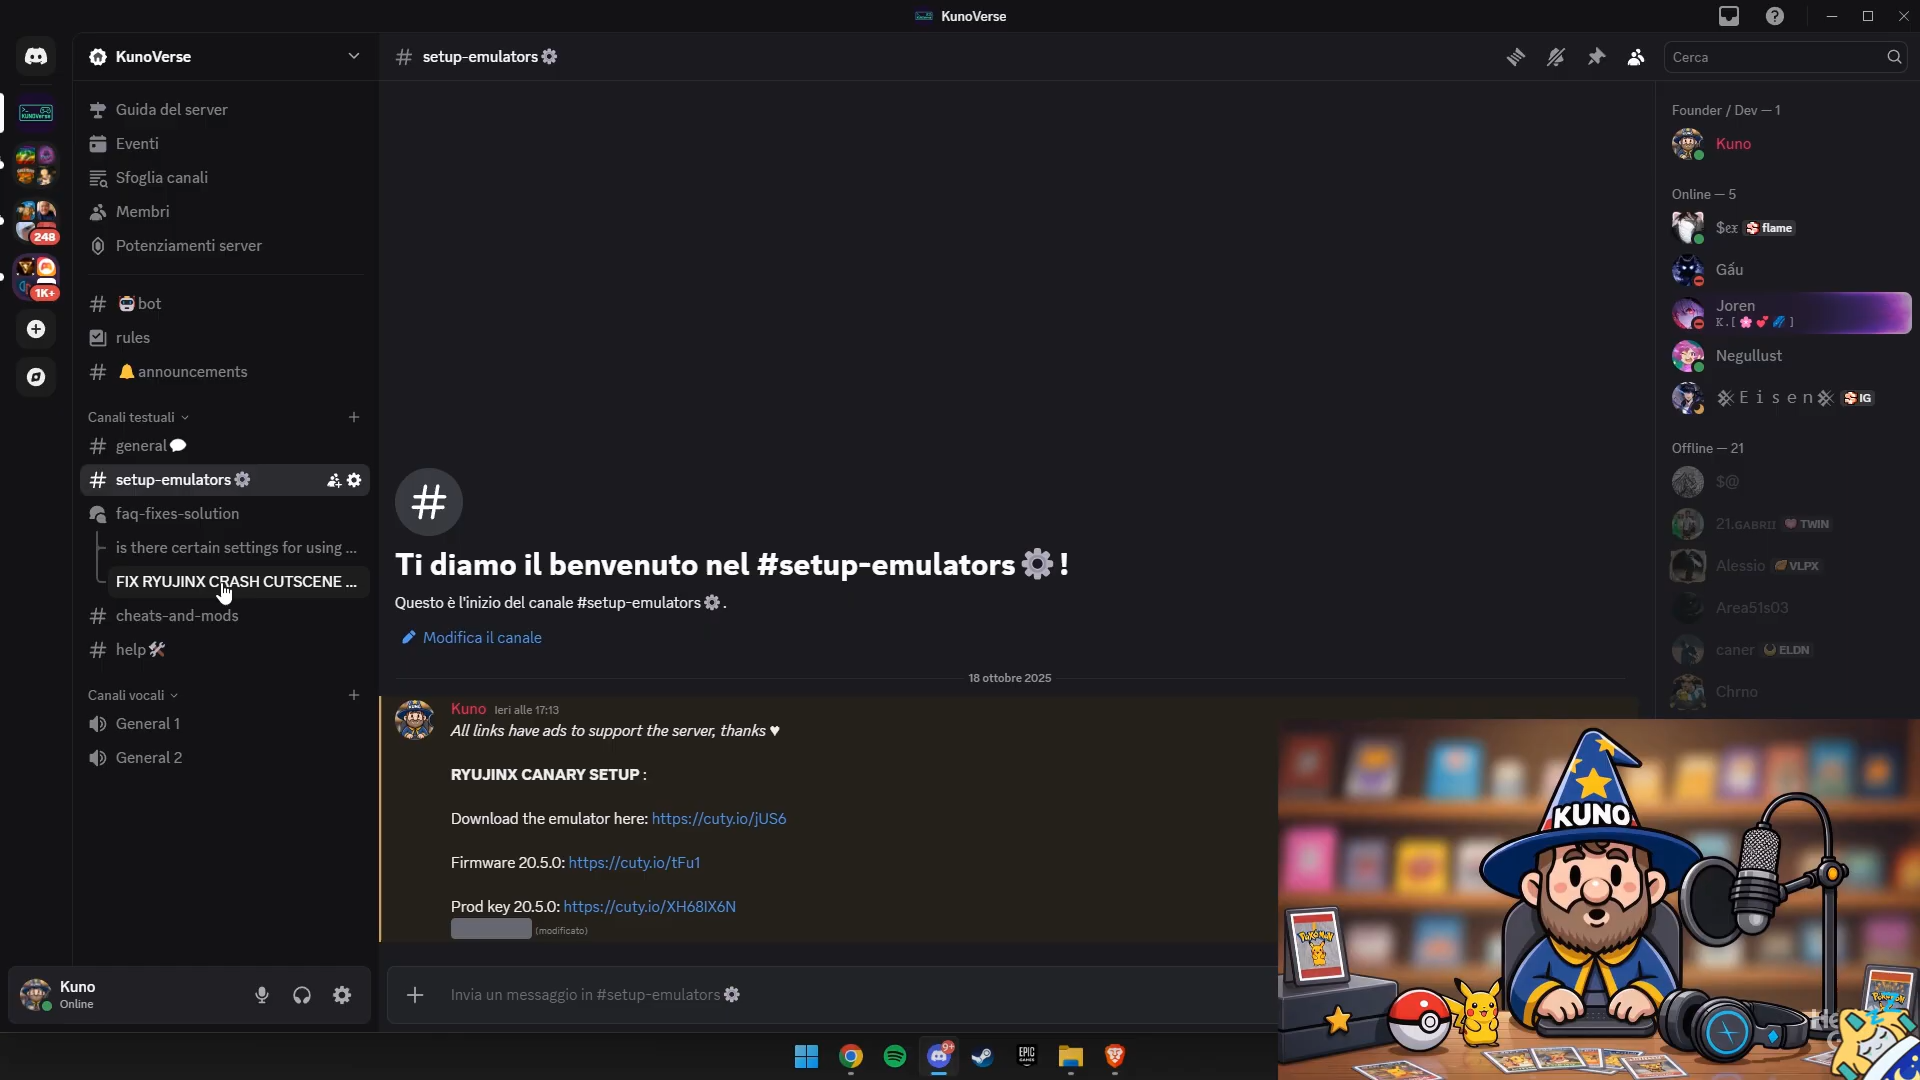 KunoVerse
KunoVerse
Guida del server
Eventi
Sfoglia canali
Membri
Potenziamenti server
248
1K+
bot
rules
announcements
Canali testuali
general
setup-emulators
faq-fixes-solution
is there certain settings for using ...
FIX RYUJINX CRASH CUTSCENE ...
cheats-and-mods
help
Canali vocali
General 1
General 2
Kuno
Online
setup-emulators
Cerca
Ti diamo il benvenuto nel #setup-emulators !
Questo è l'inizio del canale #setup-emulators .
Modifica il canale
18 ottobre 2025
Kuno Ieri alle 17:13
All links have ads to support the server, thanks ♥
RYUJINX CANARY SETUP :
Download the emulator here: https://cuty.io/jUS6
Firmware 20.5.0: https://cuty.io/tFu1
Prod key 20.5.0: https://cuty.io/XH68IX6N
(modificato)
Invia un messaggio in #setup-emulators
Founder / Dev — 1
Kuno
Online — 5
$ex flame
Gấu
Joren
K.[ ]
Negullust
Eisen IG
Offline — 21
$@
21.GABRII TWIN
Alessio VLPX
Area51s03
caner ELDN
Chrno
KUNO
9+
EPIC GAMES